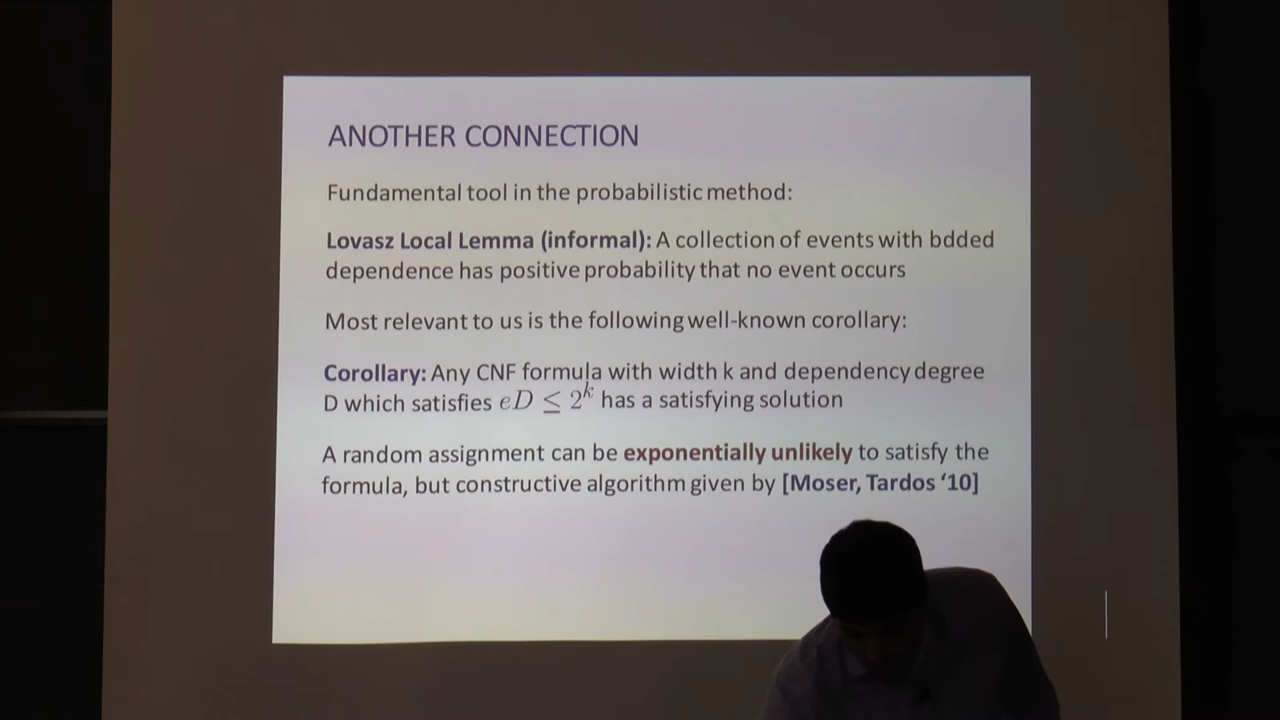 ANOTHER CONNECTION
Fundamental tool in the probabilistic method:
Lovasz Local Lemma (informal): A collection of events with bdded
dependence has positive probability that no event occurs
Most relevant to us is the following well-known corollary:
Corollary: Any CNF formula with width k and dependency degree
D which satisfies eD ≤ 2^k has a satisfying solution
A random assignment can be exponentially unlikely to satisfy the
formula, but constructive algorithm given by [Moser, Tardos ‘10]